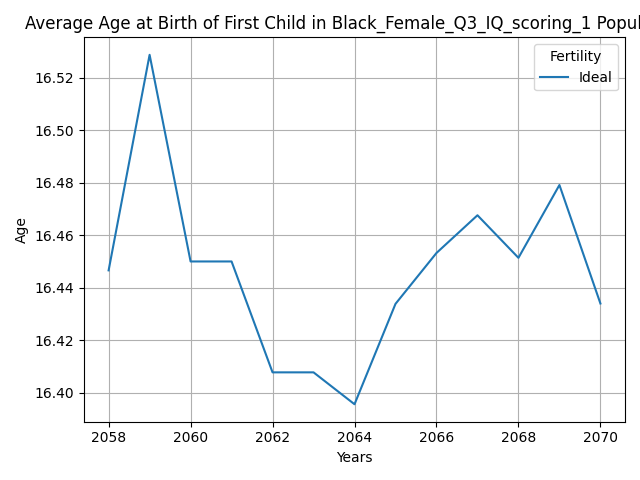 Average Age at Birth of First Child in Black_Female_Q3_IQ_scoring_1 Popul
Fertility
Ideal
16.52
16.50
16.48
16.46
16.44
16.42
16.40
Age
2058 2060 2062 2064 2066 2068 2070
Years